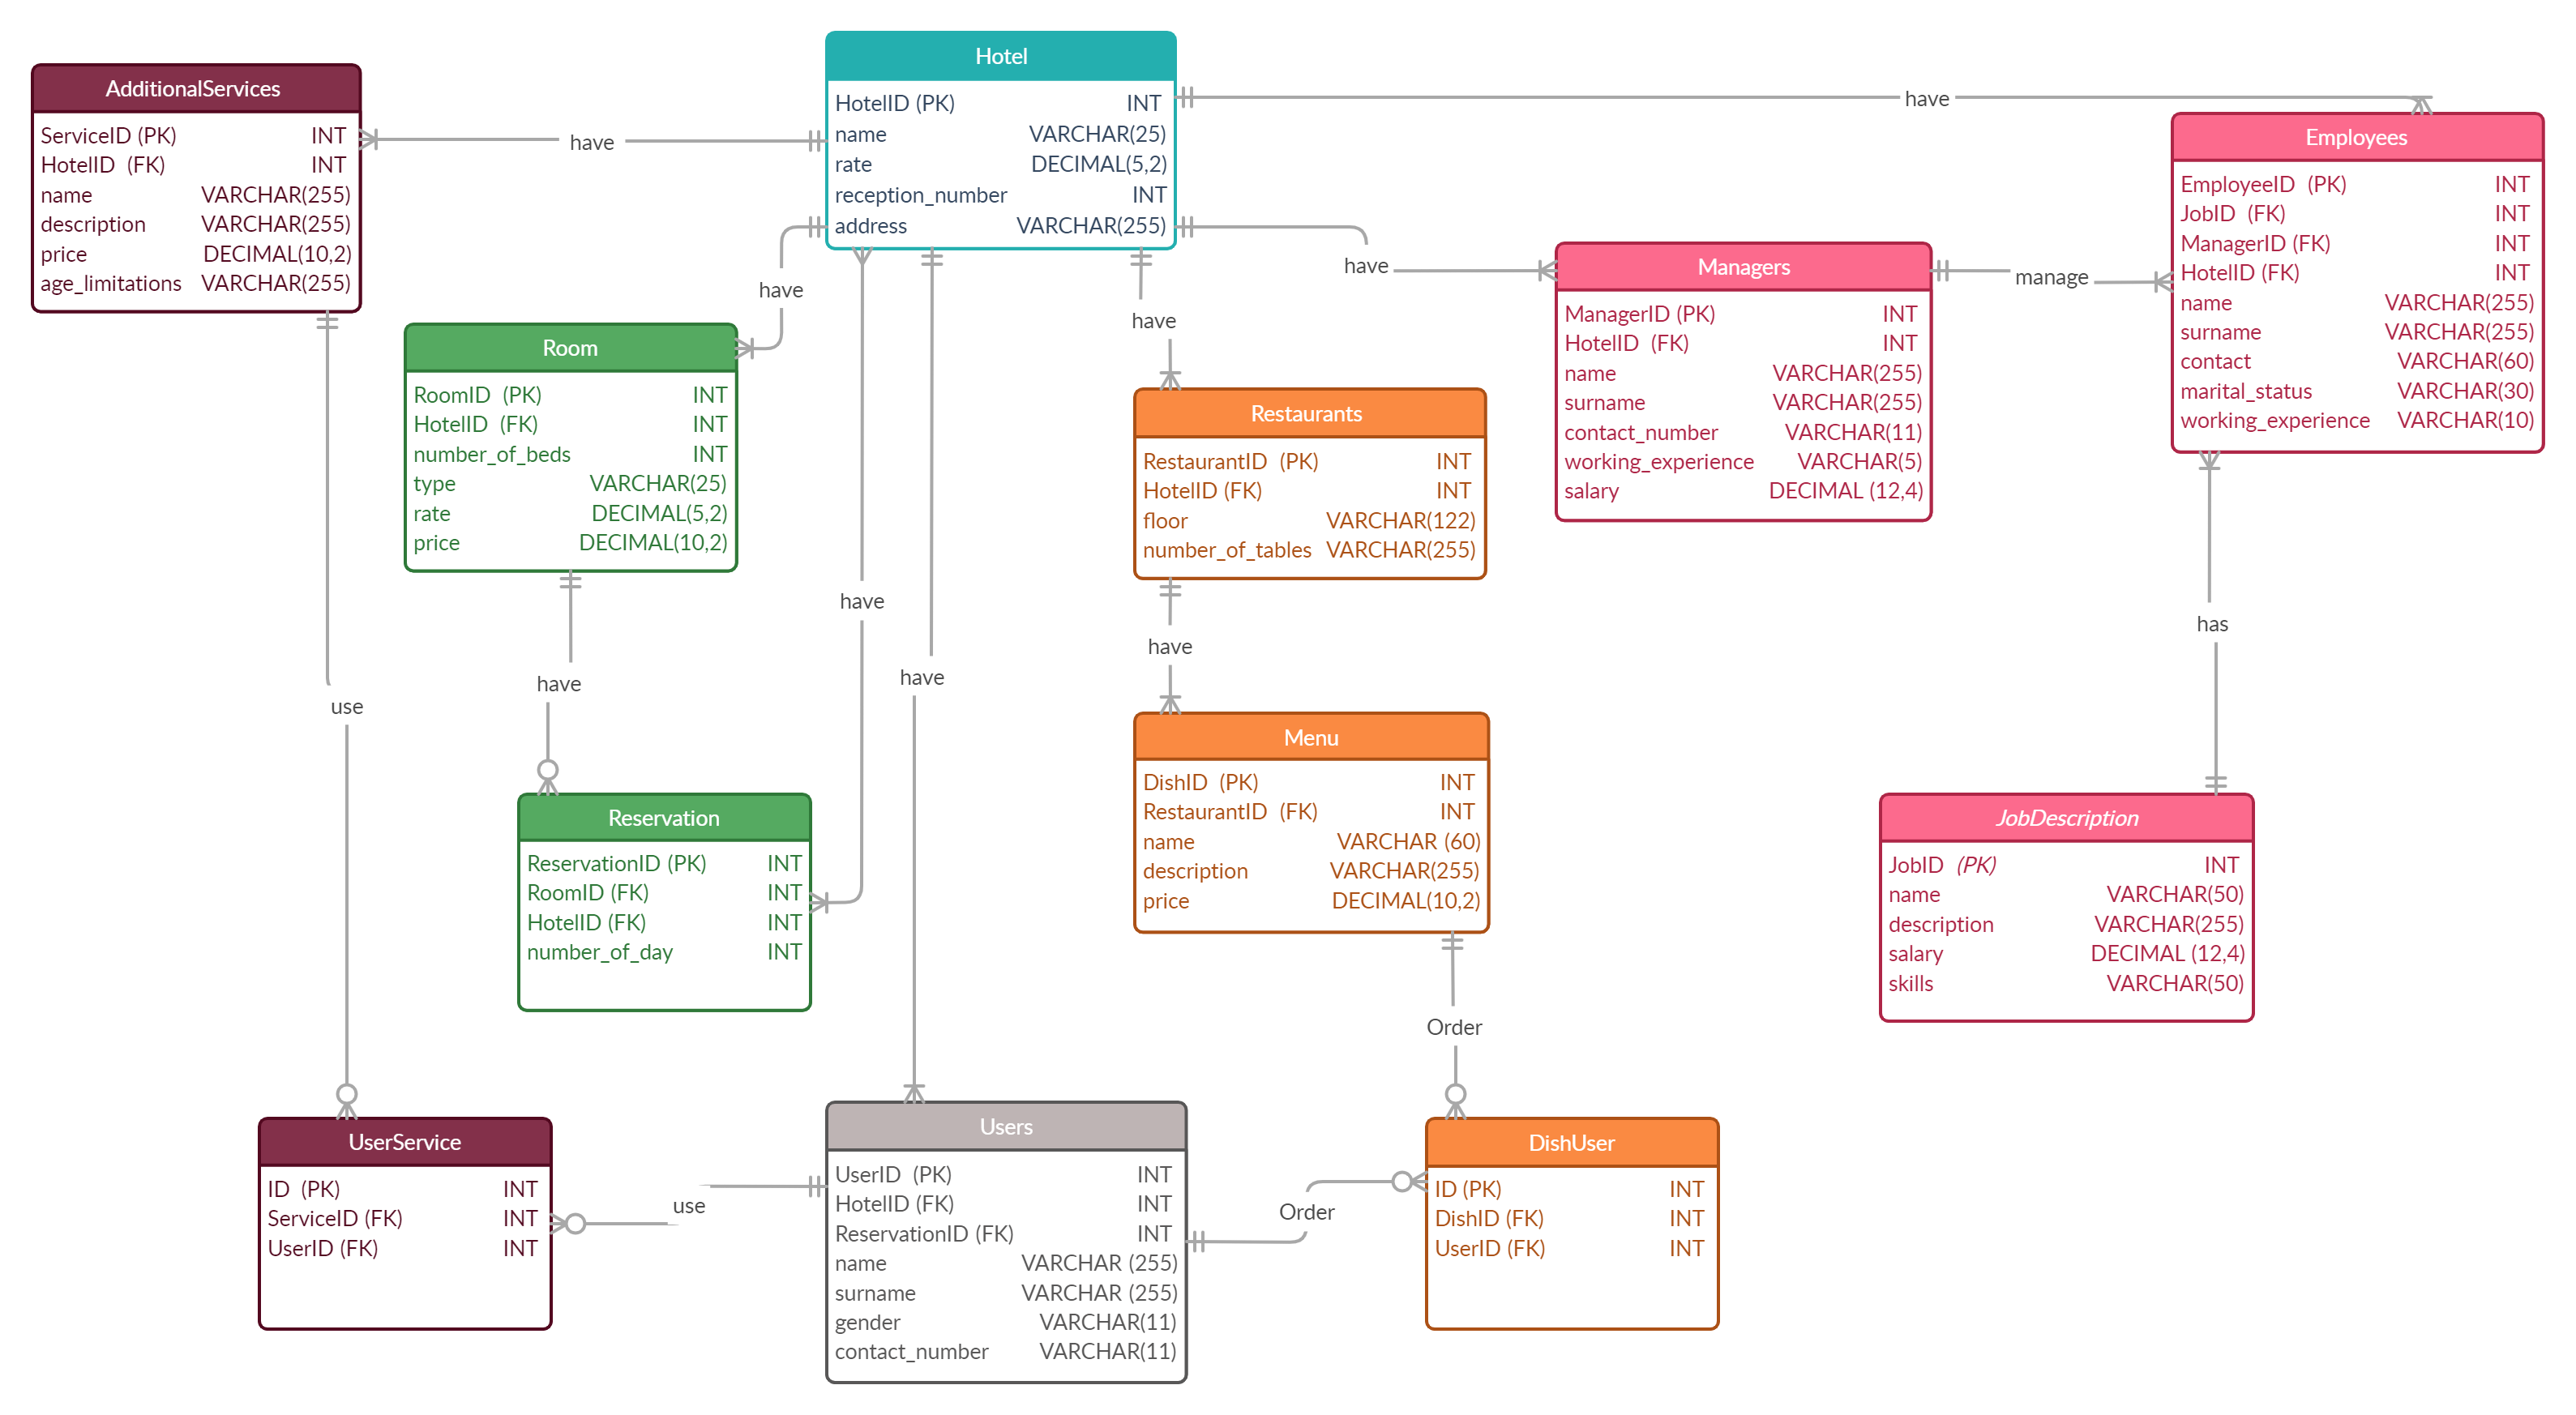 Hotel
HotelID (PK) INT
name VARCHAR(25)
rate DECIMAL(5,2)
reception_number INT
address VARCHAR(255)
AdditionalServices
ServiceID (PK) INT
HotelID (FK) INT
name VARCHAR(255)
description VARCHAR(255)
price DECIMAL(10,2)
age_limitations VARCHAR(255)
have
have
Employees
EmployeeID (PK) INT
JobID (FK) INT
ManagerID (FK) INT
HotelID (FK) INT
name VARCHAR(255)
surname VARCHAR(255)
contact VARCHAR(60)
marital_status VARCHAR(30)
working_experience VARCHAR(10)
have
have
have
manage
Managers
ManagerID (PK) INT
HotelID (FK) INT
name VARCHAR(255)
surname VARCHAR(255)
contact_number VARCHAR(11)
working_experience VARCHAR(5)
salary DECIMAL (12,4)
Room
RoomID (PK) INT
HotelID (FK) INT
number_of_beds INT
type VARCHAR(25)
rate DECIMAL(5,2)
price DECIMAL(10,2)
Restaurants
RestaurantID (PK) INT
HotelID (FK) INT
floor VARCHAR(122)
number_of_tables VARCHAR(255)
have
has
have
have
have
use
Menu
DishID (PK) INT
RestaurantID (FK) INT
name VARCHAR (60)
description VARCHAR(255)
price DECIMAL(10,2)
Reservation
ReservationID (PK) INT
RoomID (FK) INT
HotelID (FK) INT
number_of_day INT
JobDescription
JobID (PK) INT
name VARCHAR(50)
description VARCHAR(255)
salary DECIMAL (12,4)
skills VARCHAR(50)
Order
UserService
ID (PK) INT
ServiceID (FK) INT
UserID (FK) INT
use
Users
UserID (PK) INT
HotelID (FK) INT
ReservationID (FK) INT
name VARCHAR (255)
surname VARCHAR (255)
gender VARCHAR(11)
contact_number VARCHAR(11)
Order
DishUser
ID (PK) INT
DishID (FK) INT
UserID (FK) INT